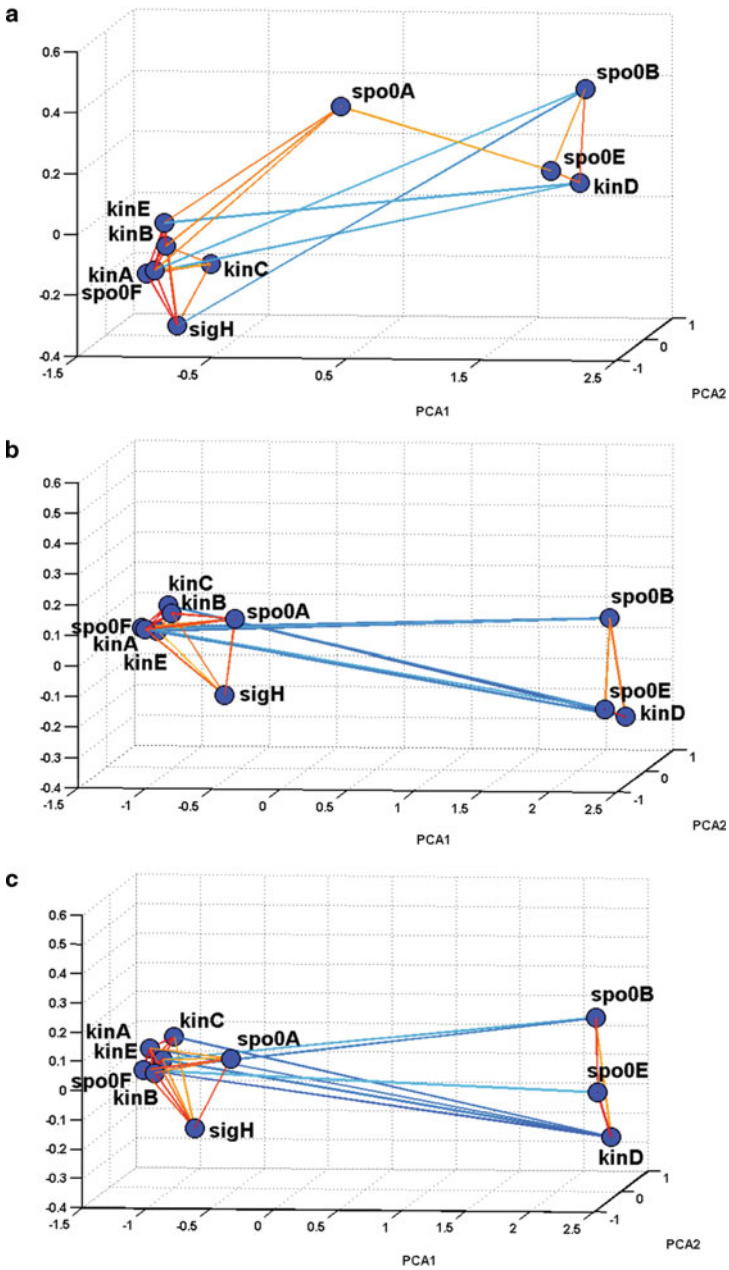 a
0.6
0.4
0.2
0
-0.2
-0.4
spo0A
spo0B
spo0E
kinD
kinE
kinB
kinA
spo0F
kinC
sigH
-1.5
-0.5
0.5
1.5
2.5
-1
0
1
PCA1
PCA2
b
0.6
0.5
0.4
0.3
0.2
0.1
0
-0.1
-0.2
-0.3
-0.4
kinC
kinB
spo0A
spo0F
kinA
kinE
sigH
spo0B
spo0E
kinD
-1.5
-1
-0.5
0
0.5
1
1.5
2
2.5
-1
0
1
PCA1
PCA2
c
0.6
0.5
0.4
0.3
0.2
0.1
0
-0.1
-0.2
-0.3
-0.4
kinA
kinC
kinE
spo0A
spo0F
kinB
sigH
spo0B
spo0E
kinD
-1.5
-1
-0.5
0
0.5
1
1.5
2
2.5
-1
0
1
PCA1
PCA2